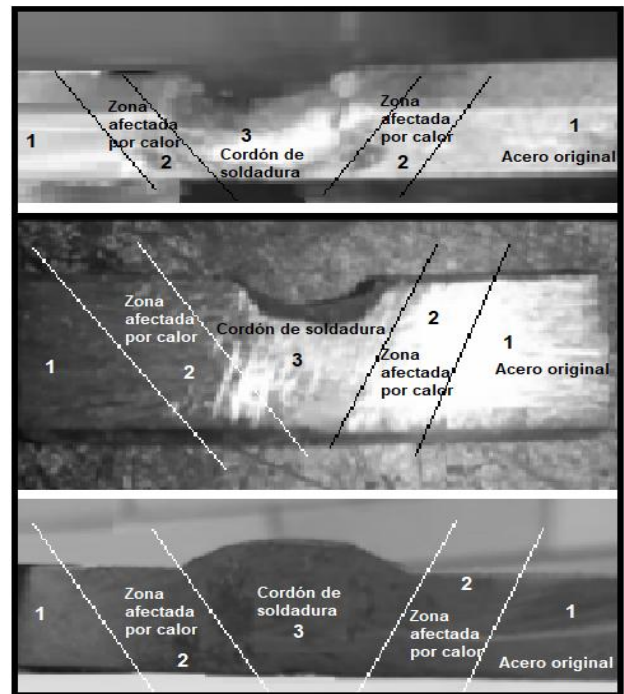 Zona
afectada
por calor
1
2
3
Cordón de
soldadura
Zona
afectada
por calor
2
1
Acero original
Zona
afectada
por calor
1
2
Cordón de soldadura
3
2
Zona
afectada
por calor
1
Acero original
1
Zona
afectada
por calor
2
Cordón de
soldadura
3
2
Zona
afectada
por calor
1
Acero original